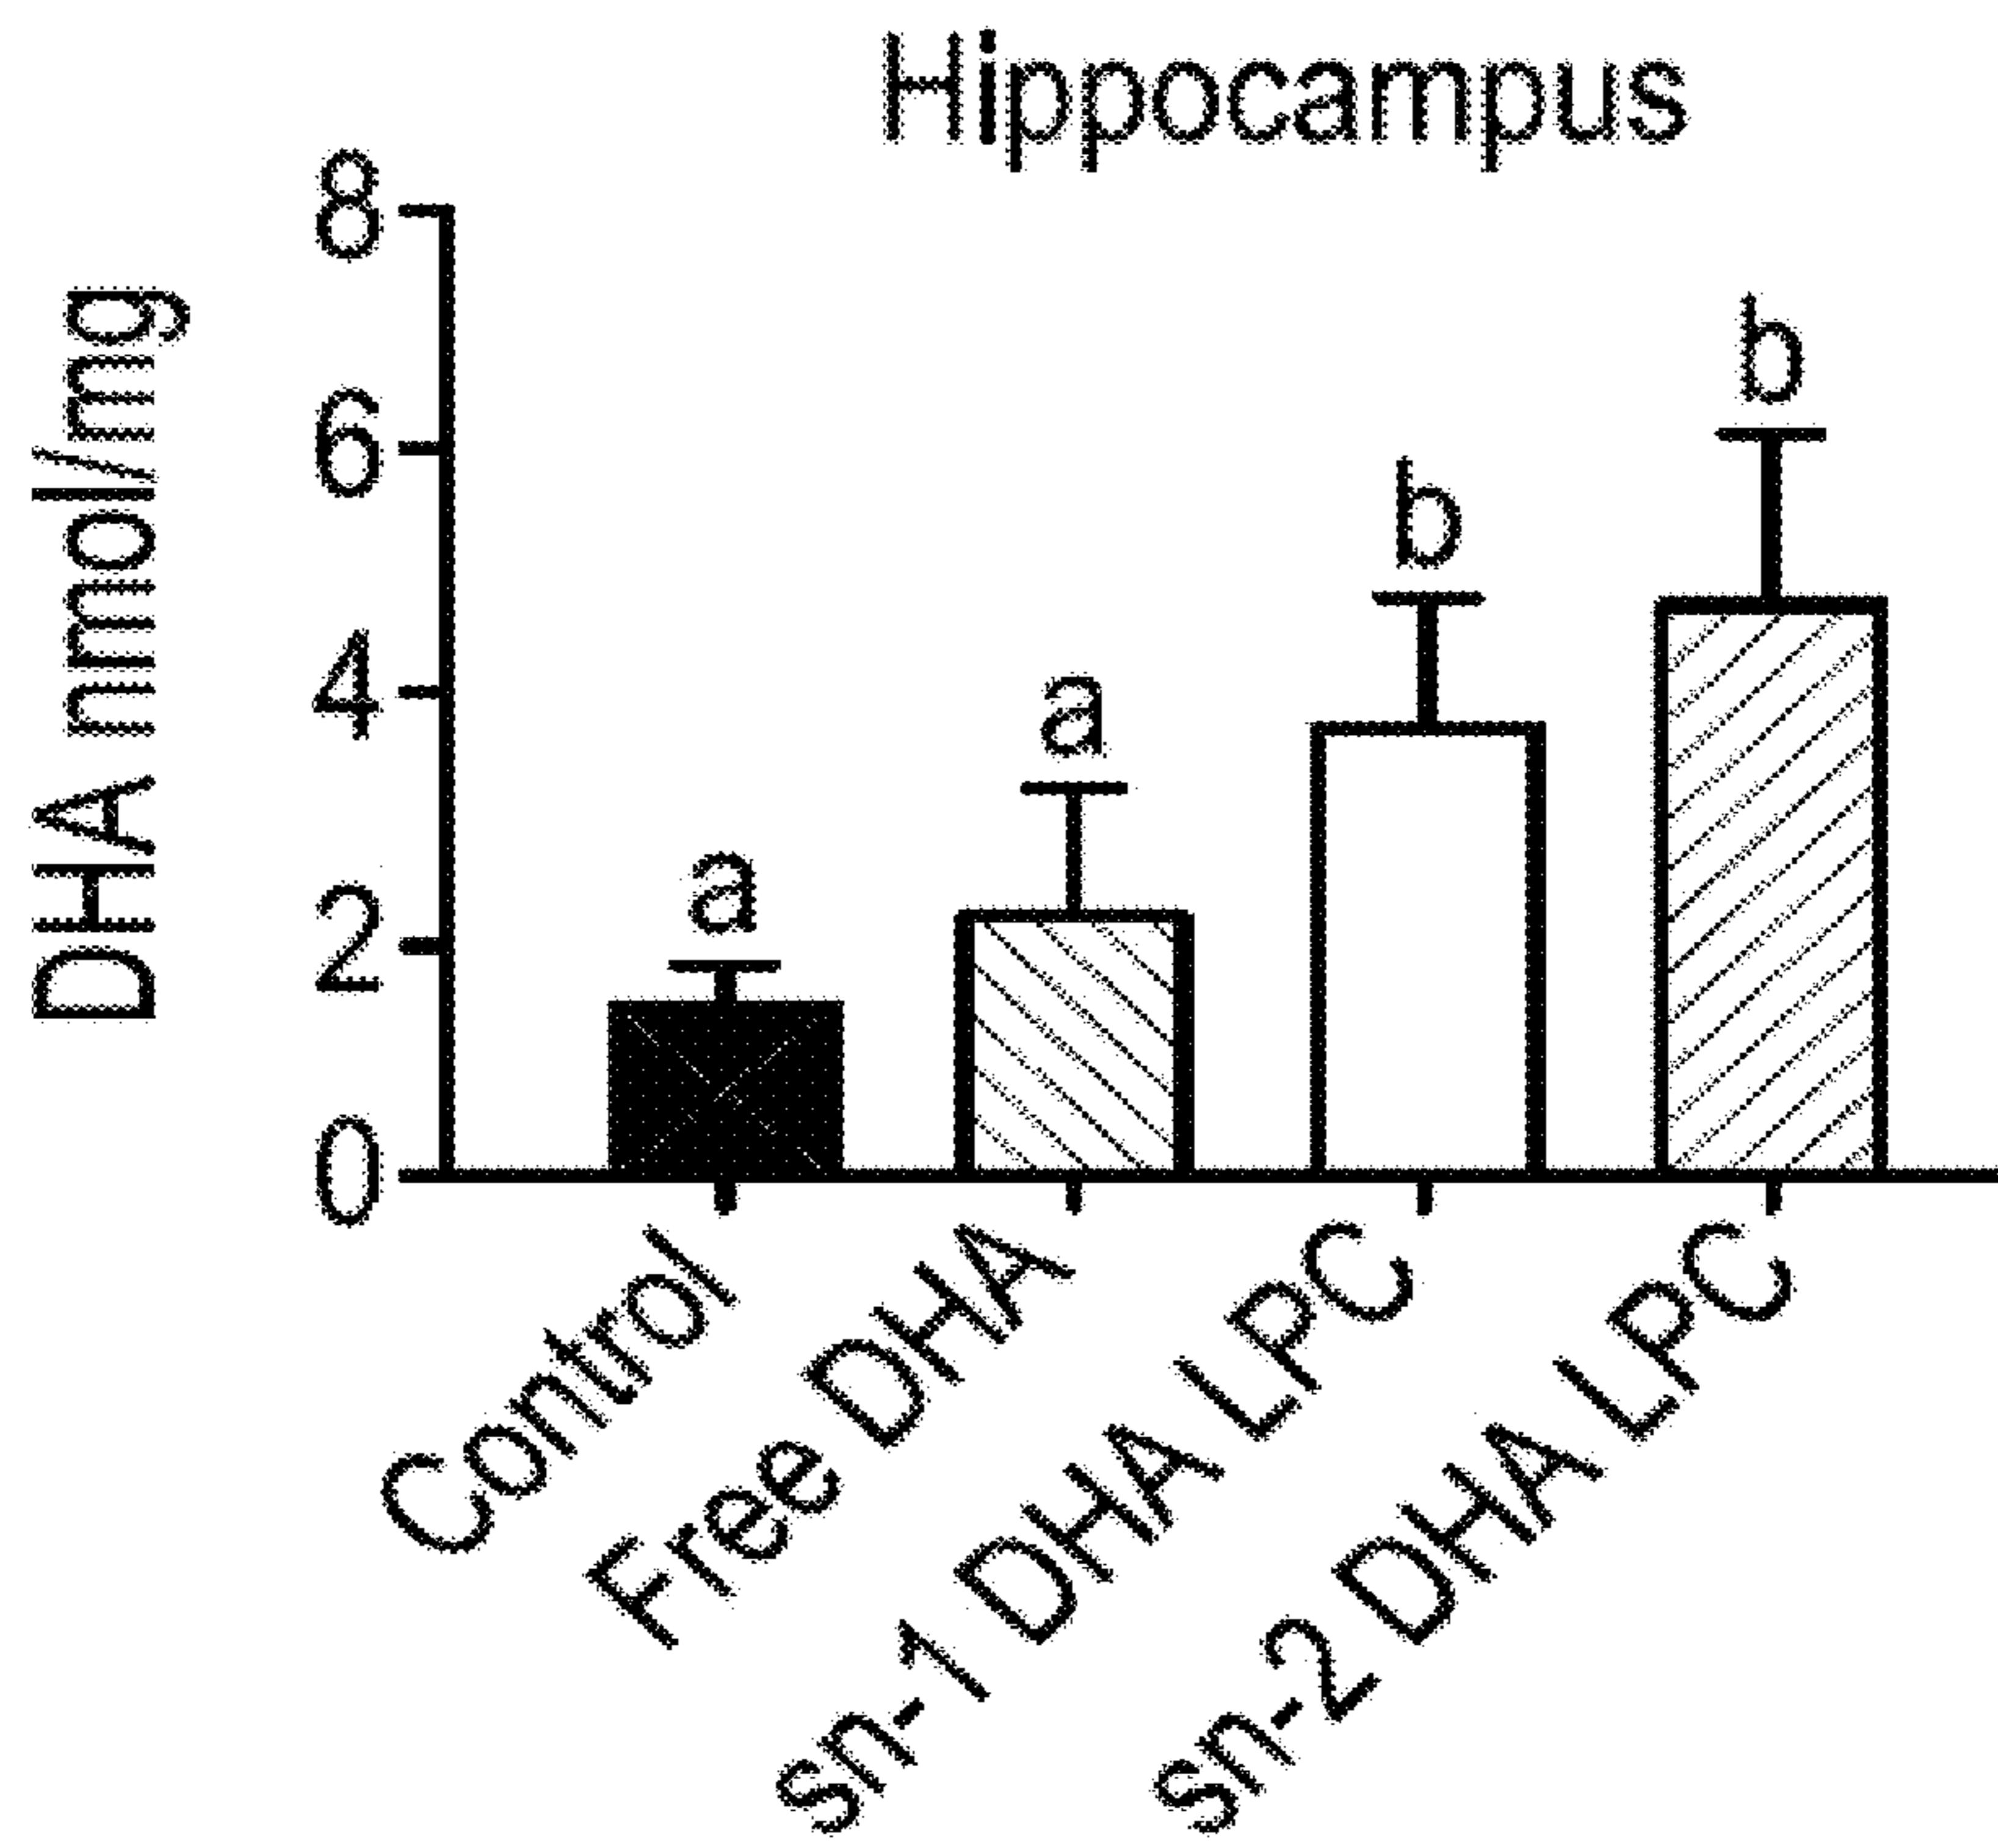 Hippocampus
DHA nmol/mg
8
6
4
2
0
a
a
b
b
Control
Free DHA
sn-1 DHA LPC
sn-2 DHA LPC